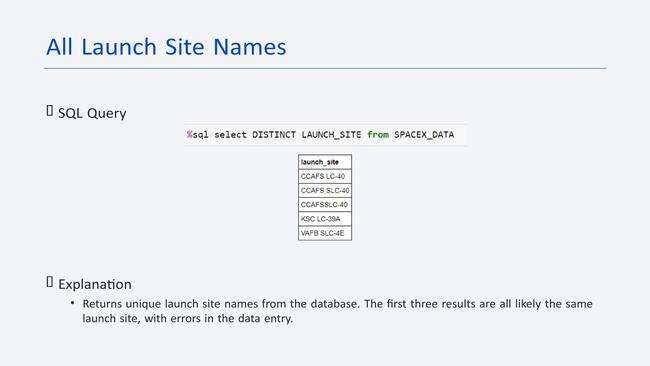 All Launch Site Names
SQL Query
%sql select DISTINCT LAUNCH_SITE from SPACEX_DATA
launch_site
CCAFS LC-40
CCAFS SLC-40
CCAFSSLC-40
KSC LC-39A
VAFB SLC-4E
Explanation
• Returns unique launch site names from the database. The first three results are all likely the same
launch site, with errors in the data entry.